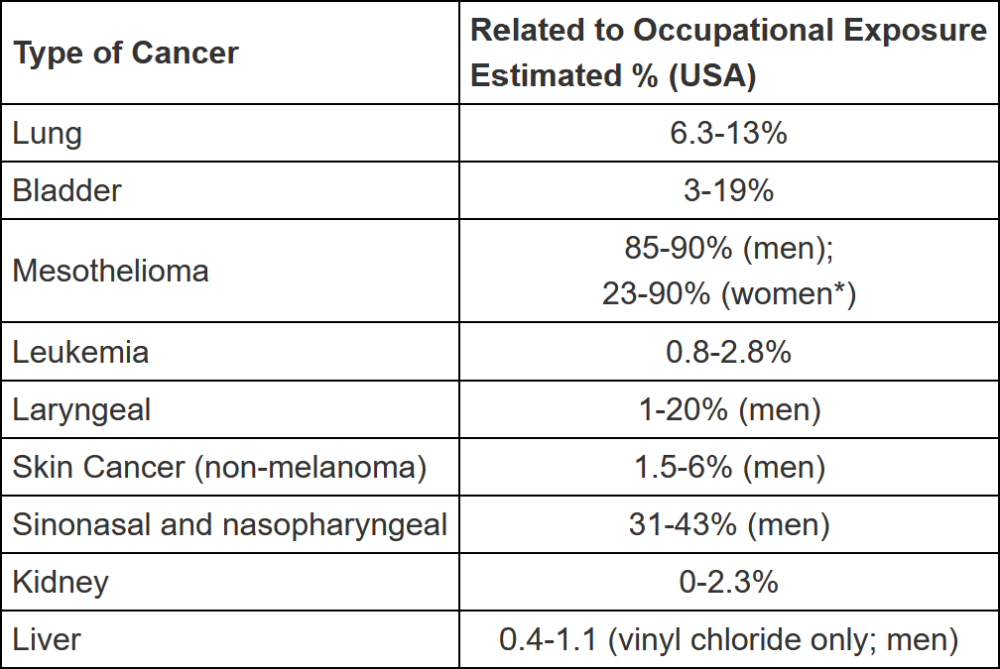 Type of Cancer
Related to Occupational Exposure
Estimated % (USA)
Lung
6.3-13%
Bladder
3-19%
Mesothelioma
85-90% (men);
23-90% (women*)
Leukemia
0.8-2.8%
Laryngeal
1-20% (men)
Skin Cancer (non-melanoma)
1.5-6% (men)
Sinonasal and nasopharyngeal
31-43% (men)
Kidney
0-2.3%
Liver
0.4-1.1 (vinyl chloride only; men)